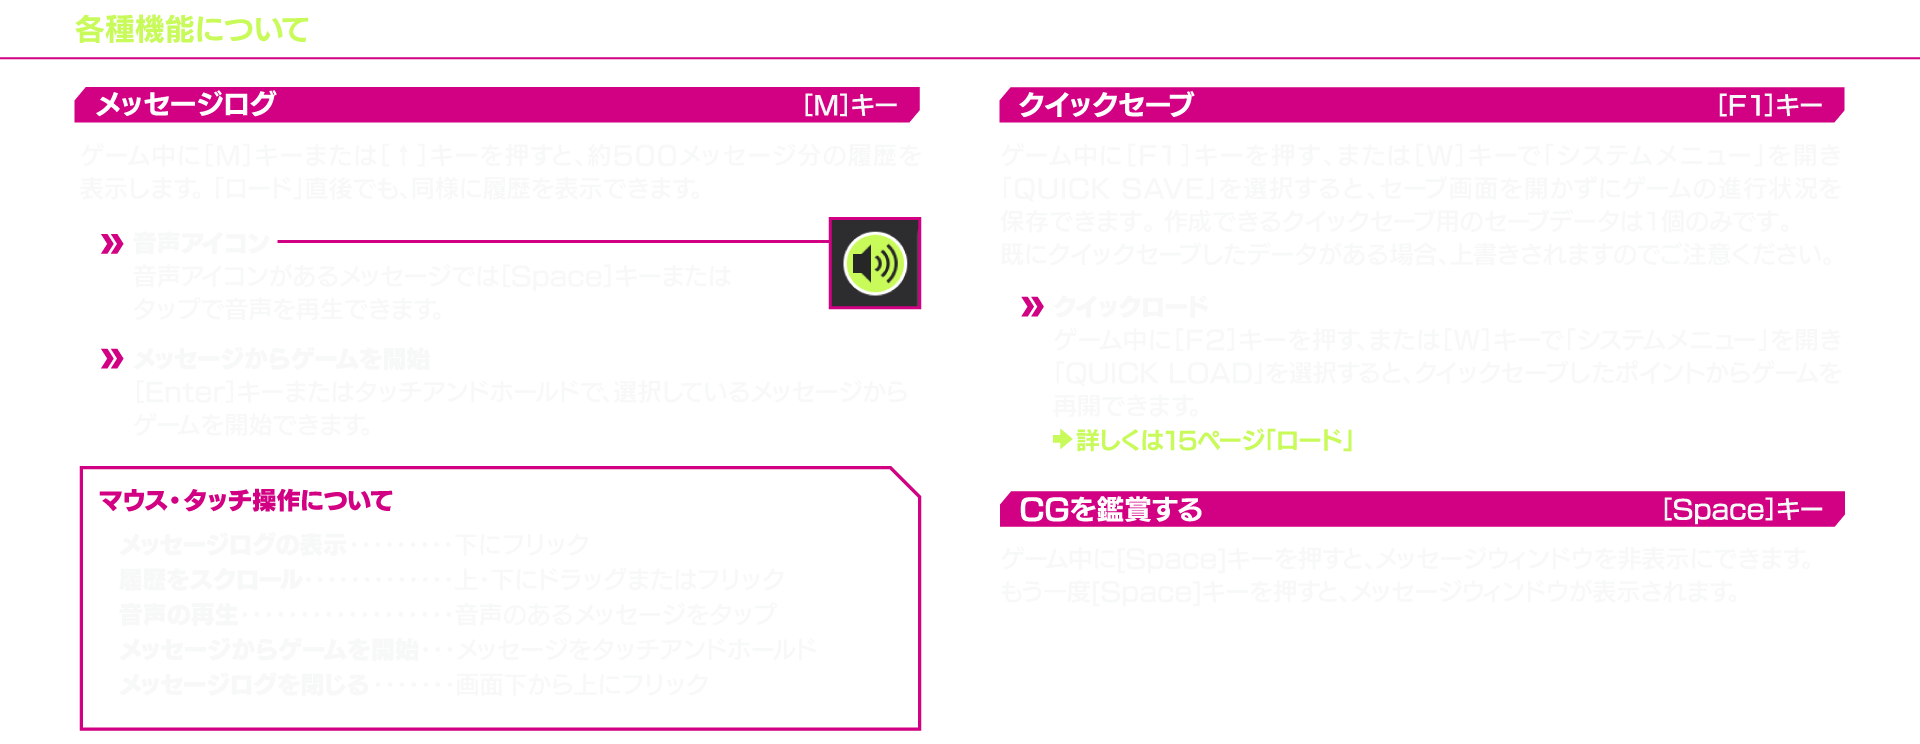 各種機能について
メッセージログ [M]キー
ゲーム中に[M]キーまたは[↑]キーを押すと、約500メッセージ分の履歴を
表示します。「ロード」直後でも、同様に履歴を表示できます。
音声アイコン
音声アイコンがあるメッセージでは[Space]キーまたは
タップで音声を再生できます。
メッセージからゲームを開始
[Enter]キーまたはタッチアンドホールドで、選択しているメッセージから
ゲームを開始できます。
マウス・タッチ操作について
メッセージログの表示・・・・・・・・・下にフリック
履歴をスクロール・・・・・・・・・・・・・上・下にドラッグまたはフリック
音声の再生・・・・・・・・・・・・・・・・・・音声のあるメッセージをタップ
メッセージからゲームを開始・・・メッセージをタッチアンドホールド
メッセージログを閉じる・・・・・・・画面下から上にフリック
クイックセーブ [F1]キー
ゲーム中に[F1]キーを押す、または[W]キーで「システムメニュー」を開き
「QUICK SAVE」を選択すると、セーブ画面を開かずにゲームの進行状況を
保存できます。作成できるクイックセーブ用のセーブデータは1個のみです。
既にクイックセーブしたデータがある場合、上書きされますのでご注意ください。
クイックロード
ゲーム中に[F2]キーを押す、または[W]キーで「システムメニュー」を開き
「QUICK LOAD」を選択すると、クイックセーブしたポイントからゲームを
再開できます。
詳しくは15ページ「ロード」
CGを鑑賞する [Space]キー
ゲーム中に[Space]キーを押すと、メッセージウィンドウを非表示にできます。
もう一度[Space]キーを押すと、メッセージウィンドウが表示されます。